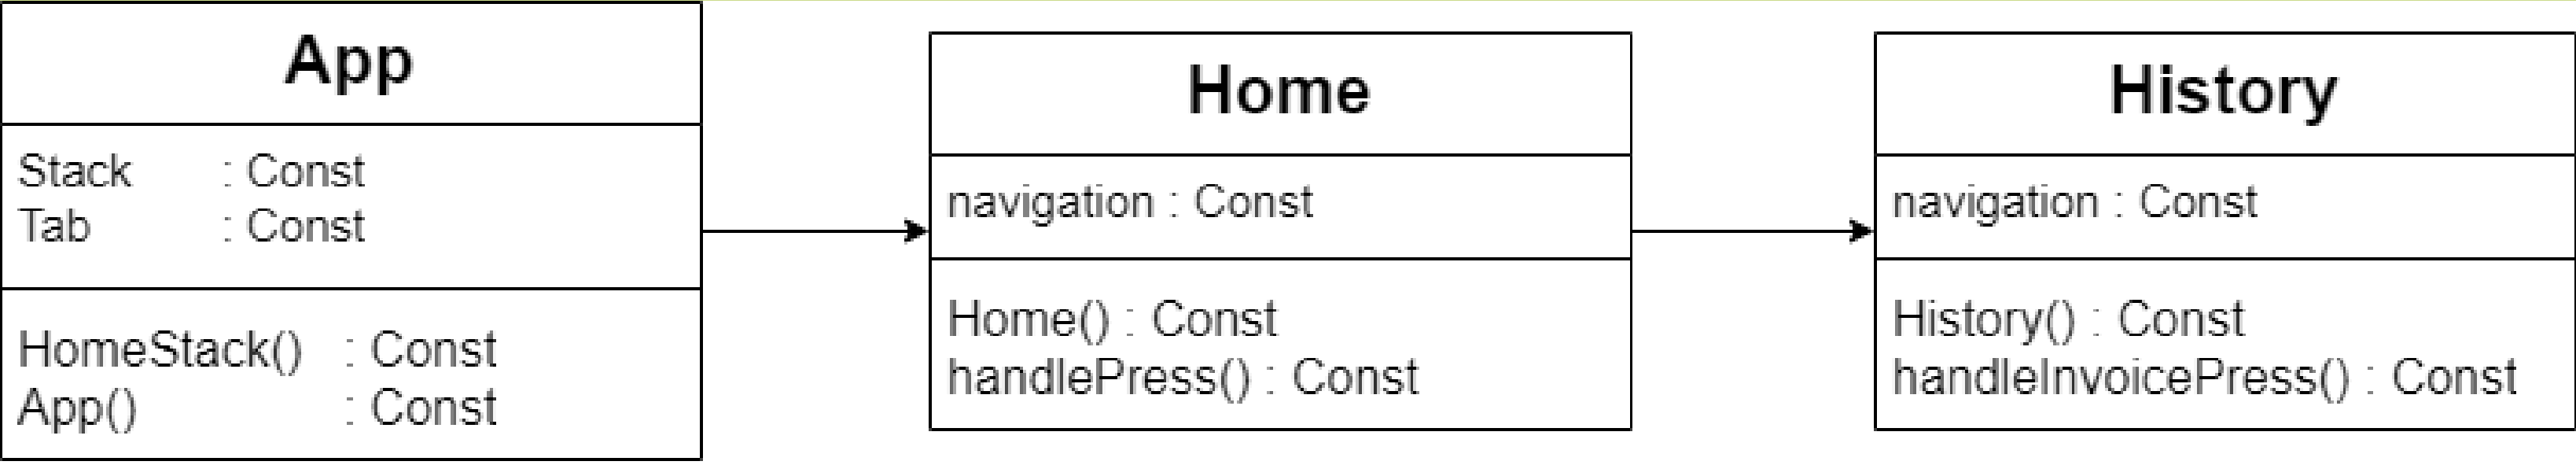 App
Stack : Const
Tab : Const
HomeStack() : Const
App() : Const
Home
navigation : Const
Home() : Const
handlePress() : Const
History
navigation : Const
History() : Const
handleInvoicePress() : Const